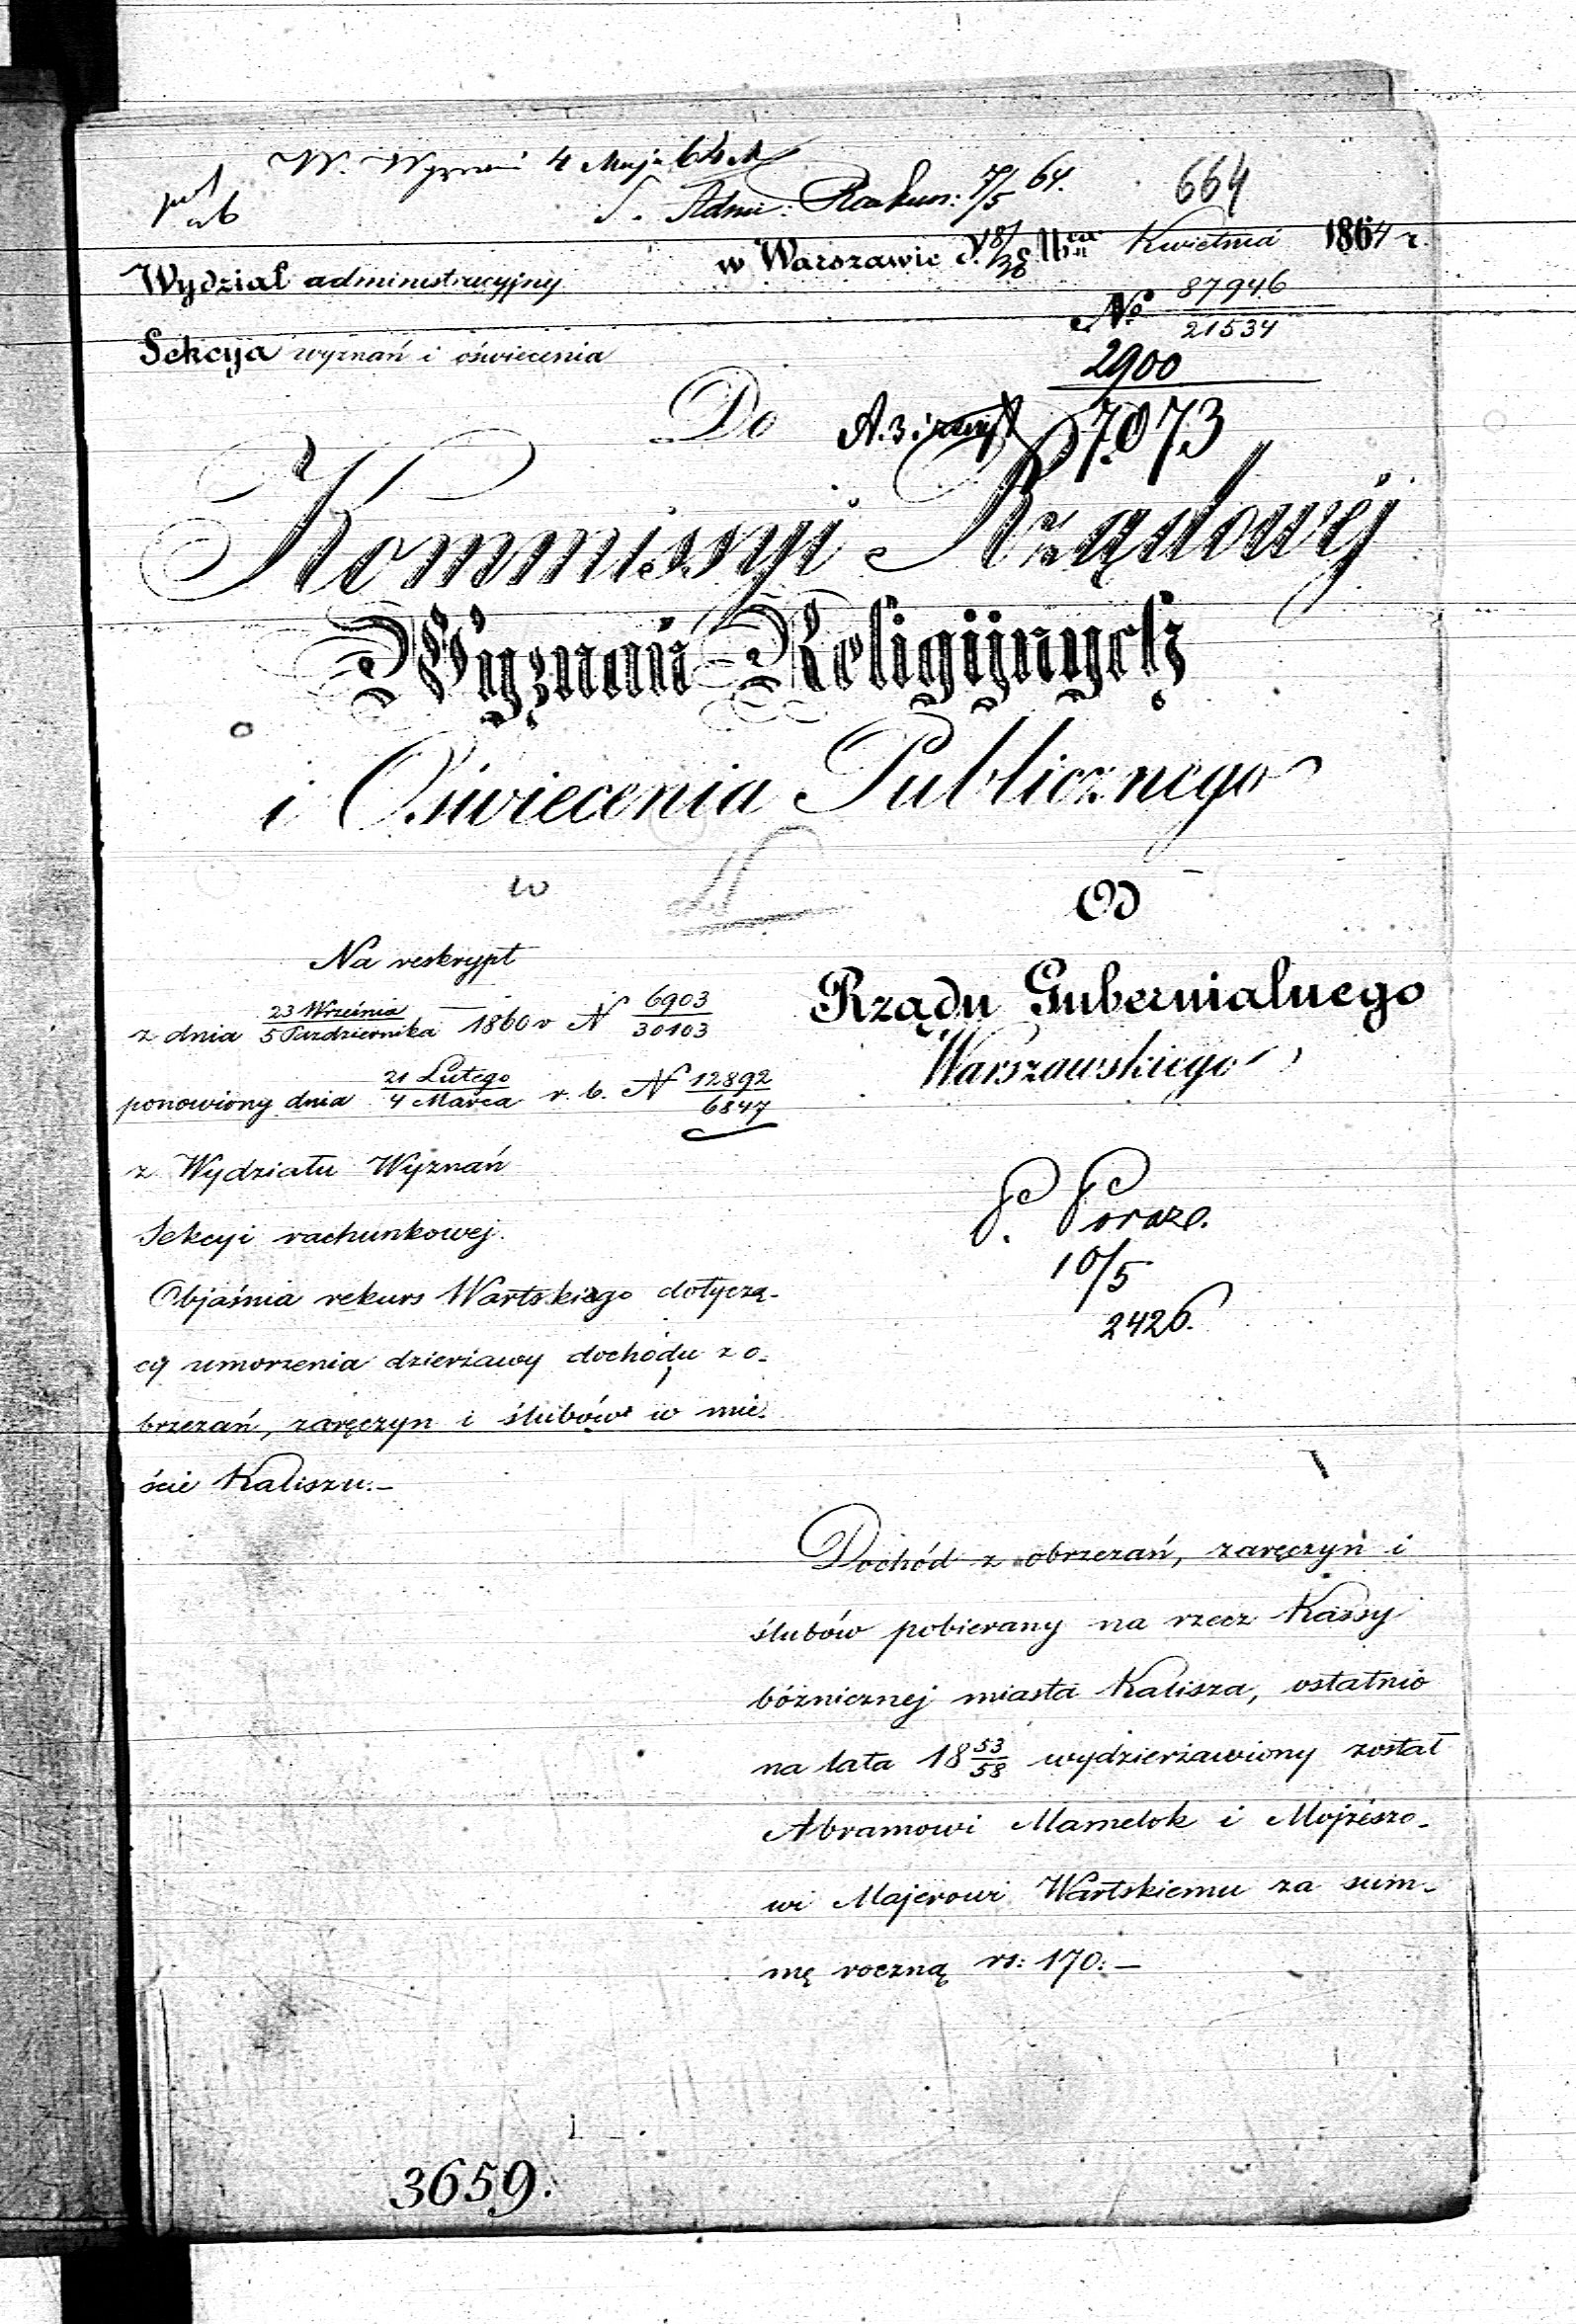 W. Wyznań 4 Maja 64
S. Adm: Rachun: 7/5 64.
664
w Warszawie d. 18/30 Mca Kwietnia 1864 r.
Wydział administracyjny
No 87946/21534
Sekcya wyznań i oświecenia
2900
Do
7073
Kommissyi Rządowéj
Wyznań Religijnych
i Oświecenia Publicznego
w
Od
Rządu Gubernialnego
Warszawskiego
Na reskrypt
z dnia 23 Września/5 Pazdziernika 1860 r N 6903/30103
ponowiony dnia 21 Lutego/4 Marca r. b. N 12892/6847
z Wydziału Wyznań
Sekcyi rachunkowej.
Objaśnia rekurs Wartskiego dotyczą-
cy umorzenia dzierżawy dochodu z o-
brzezań, zaręczyn i ślubów w mie-
ście Kaliszu.-
P.
10/5
2426.
Dochód z obrzezań, zaręczyn i
ślubów pobierany na rzecz Kassy
bóżnicznej miasta Kalisza, ostatnio
na lata 18 53/58 wydzierżawiony został
Abramowi Mamelok i Mojżeszo-
wi Majerowi Wartskiemu za sum-
mę roczną rs: 170.-
3659.